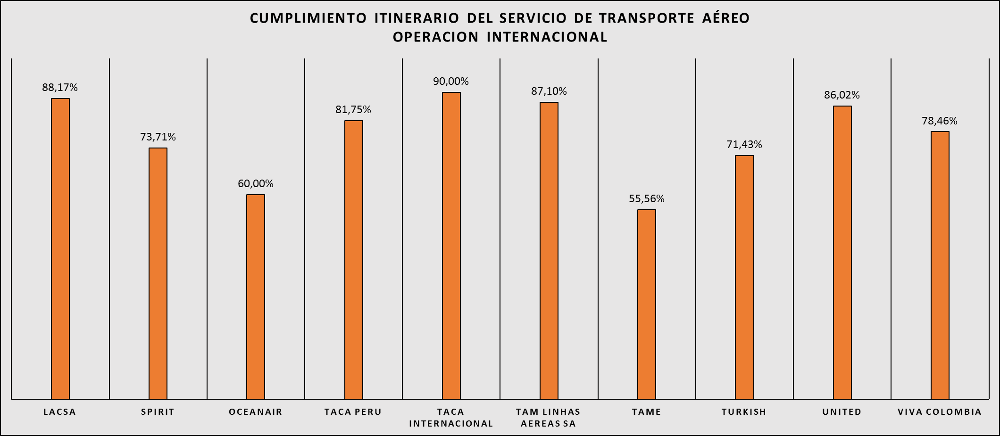 CUMPLIMIENTO ITINERARIO DEL SERVICIO DE TRANSPORTE AÉREO
OPERACION INTERNACIONAL
88,17%
73,71%
60,00%
81,75%
90,00%
87,10%
55,56%
71,43%
86,02%
78,46%
LACSA
SPIRIT
OCEANAIR
TACA PERU
TACA
INTERNACIONAL
TAM LINHAS
AEREAS SA
TAME
TURKISH
UNITED
VIVA COLOMBIA